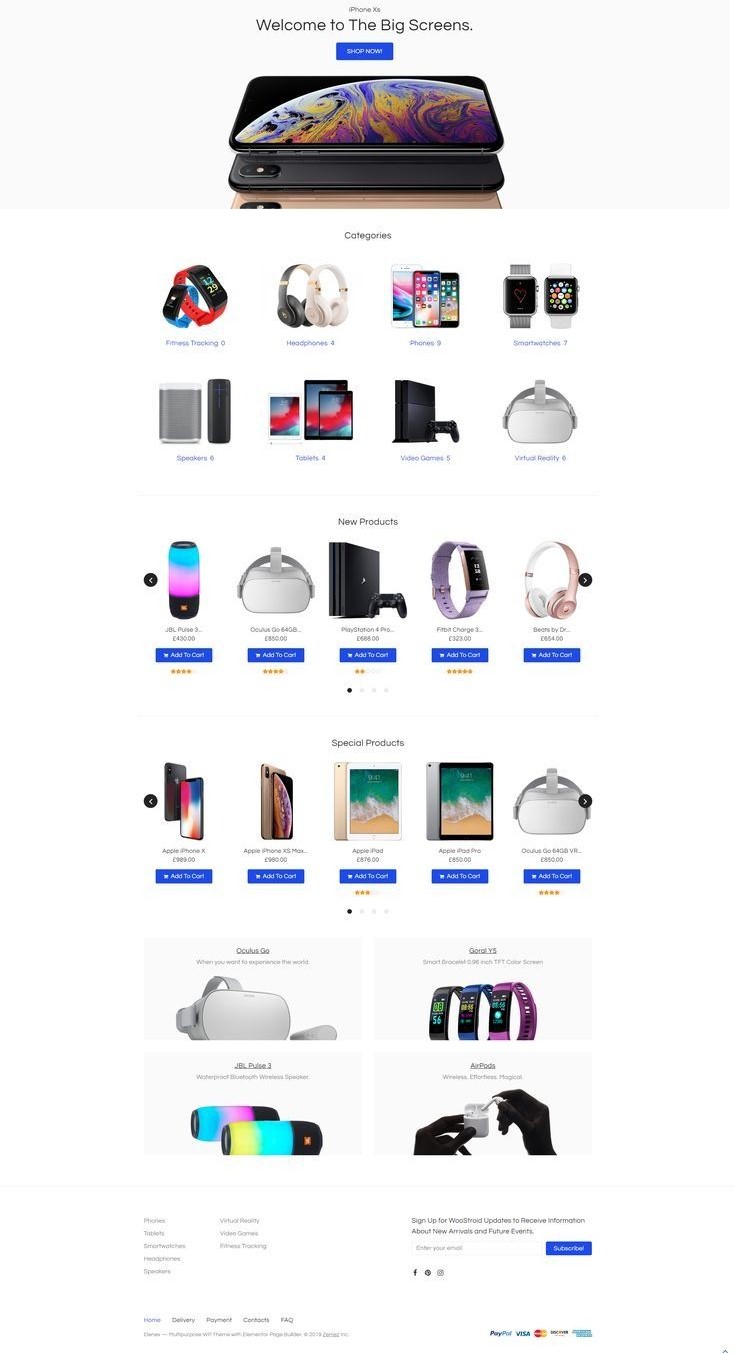 iPhone Xs
Welcome to The Big Screens.
SHOP NOW!
Categories
Fitness Tracking 0
Headphones 4
Phones 9
Smartwatches 7
Speakers 6
Tablets 4
Video Games 5
Virtual Reality 6
New Products
JBL Pulse 3...
Oculus Go 64GB...
PlayStation 4 Pro...
Fitbit Charge 3...
Beats by Dr...
£430.00
£850.00
£688.00
£323.00
£654.00
Add To Cart
Add To Cart
Add To Cart
Add To Cart
Add To Cart
Special Products
Apple iPhone X
Apple iPhone XS Max...
Apple iPad
Apple iPad Pro
Oculus Go 64GB VR...
£989.00
£980.00
£876.00
£850.00
£850.00
Add To Cart
Add To Cart
Add To Cart
Add To Cart
Add To Cart
Oculus Go
When you want to experience the world.
Goral Y5
Smart Bracelet 0.96 inch TFT Color Screen
JBL Pulse 3
Waterproof Bluetooth Wireless Speaker.
AirPods
Wireless. Effortless. Magical.
Phones
Tablets
Smartwatches
Headphones
Speakers
Virtual Reality
Video Games
Fitness Tracking
Sign Up for WooStroid Updates to Receive Information
About New Arrivals and Future Events.
Enter your email
Subscribe!
Home Delivery Payment Contacts FAQ
Elenex — Multipurpose WP Theme with Elementor Page Builder. © 2019 Zemez Inc.
PayPal VISA DISCOVER